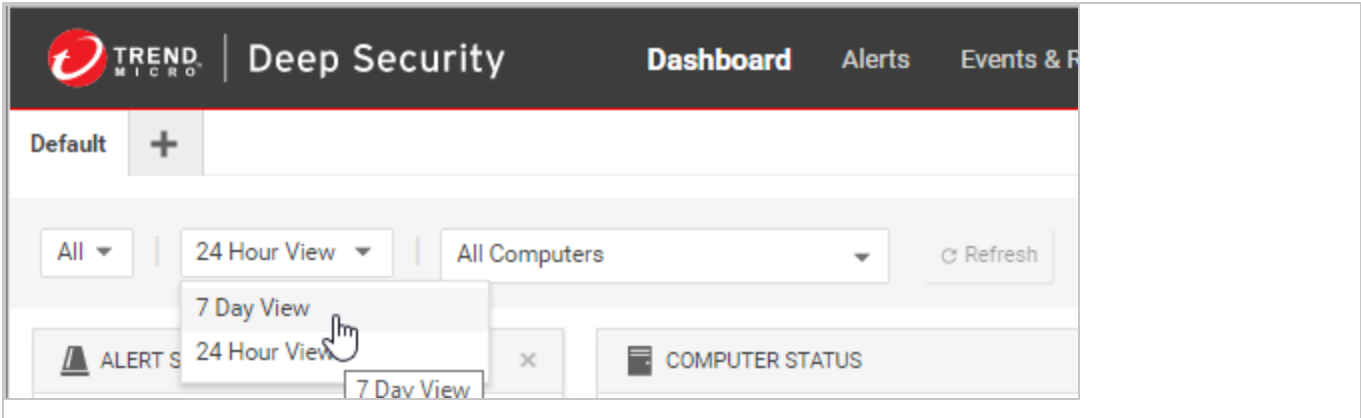 TREND MICRO Deep Security Dashboard Alerts Events & R
Default +
All 24 Hour View All Computers Refresh
7 Day View
24 Hour View
ALERT S COMPUTER STATUS
7 Day View